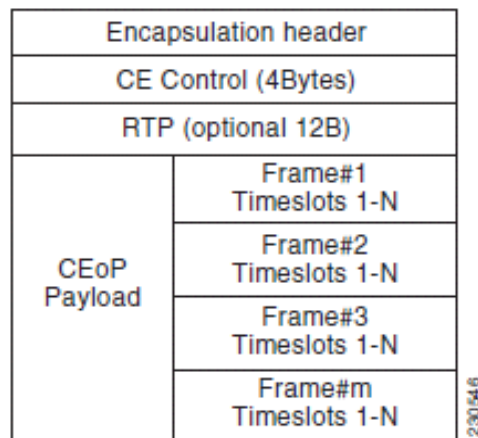 Encapsulation header
CE Control (4Bytes)
RTP (optional 12B)
CEoP
Payload
Frame#1
Timeslots 1-N
Frame#2
Timeslots 1-N
Frame#3
Timeslots 1-N
Frame#m
Timeslots 1-N
230546